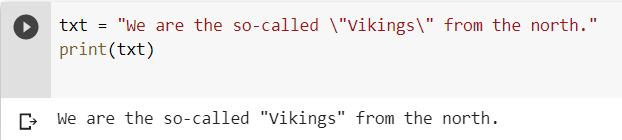 txt = "We are the so-called \"Vikings\" from the north."
print(txt)
We are the so-called "Vikings" from the north.